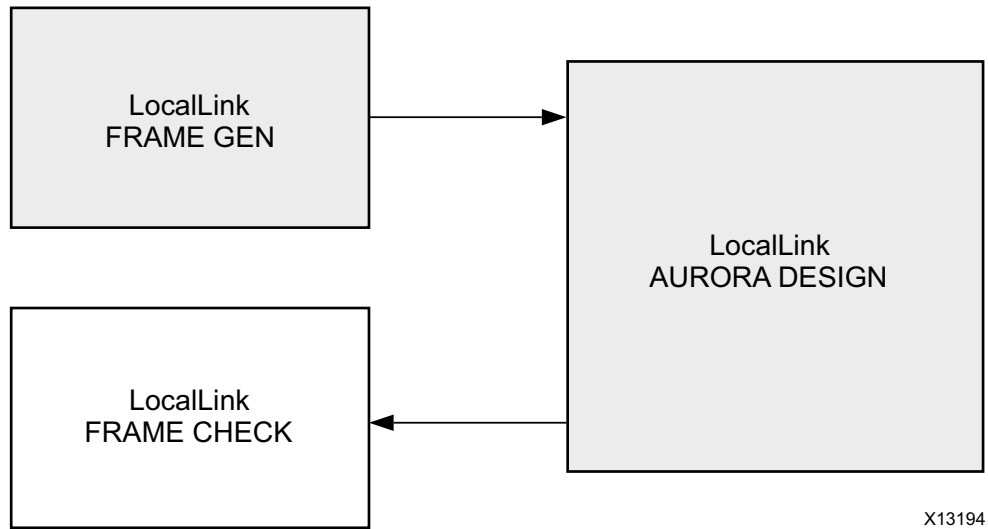 LocalLink
FRAME GEN
LocalLink
AURORA DESIGN
LocalLink
FRAME CHECK
X13194